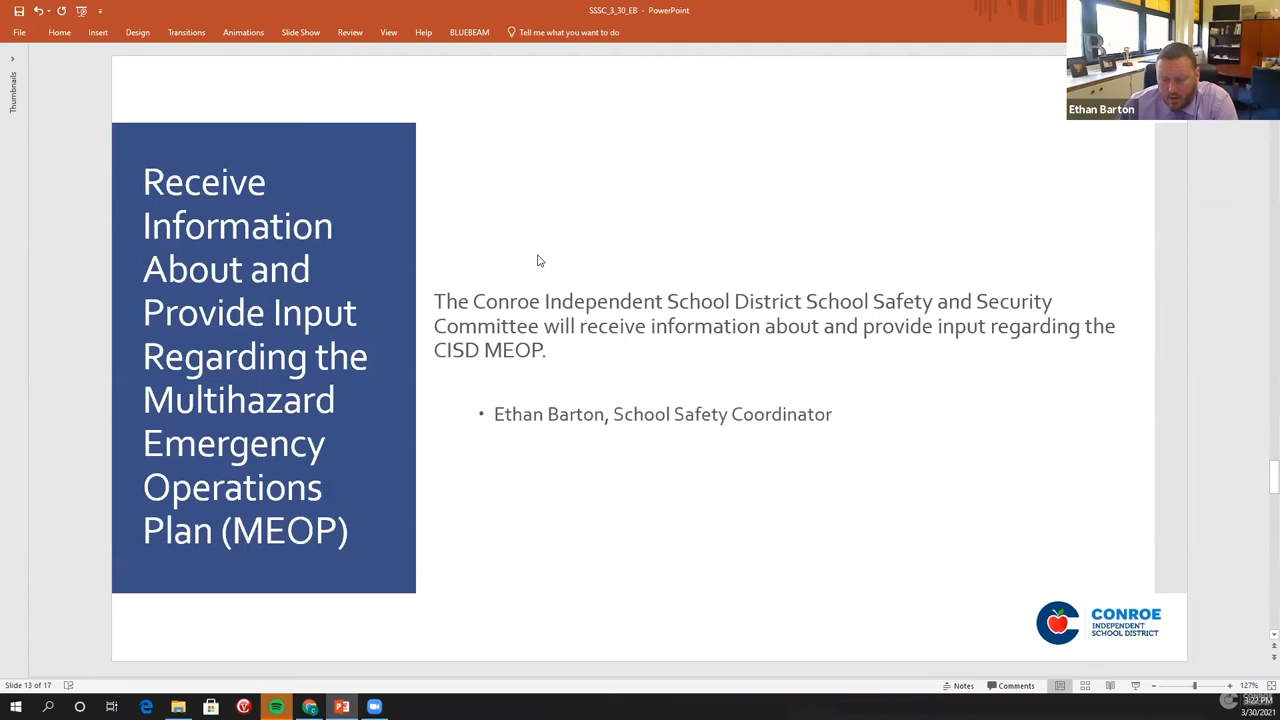 SSSC_3_30_EB - PowerPoint
File Home Insert Design Transitions Animations Slide Show Review View Help BLUEBEAM Tell me what you want to do
Thumbnails
Ethan Barton
Receive
Information
About and
Provide Input
Regarding the
Multihazard
Emergency
Operations
Plan (MEOP)
The Conroe Independent School District School Safety and Security
Committee will receive information about and provide input regarding the
CISD MEOP.
• Ethan Barton, School Safety Coordinator
CONROE
INDEPENDENT
SCHOOL DISTRICT
Slide 13 of 17
Notes Comments 127%
3:22 PM
3/30/2021